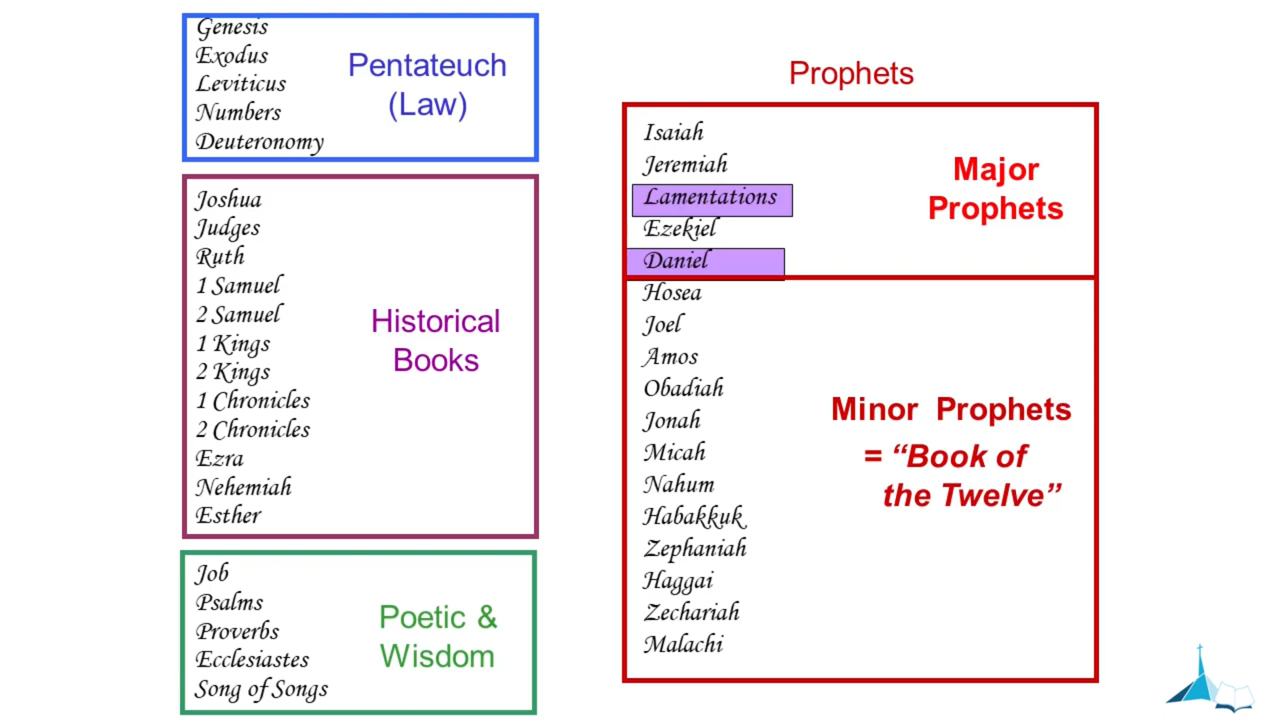 Genesis
Exodus
Leviticus
Numbers
Deuteronomy
Pentateuch
(Law)
Joshua
Judges
Ruth
1 Samuel
2 Samuel
1 Kings
2 Kings
1 Chronicles
2 Chronicles
Ezra
Nehemiah
Esther
Historical
Books
Job
Psalms
Proverbs
Ecclesiastes
Song of Songs
Poetic &
Wisdom
Prophets
Isaiah
Jeremiah
Lamentations
Ezekiel
Daniel
Major
Prophets
Hosea
Joel
Amos
Obadiah
Jonah
Micah
Nahum
Habakkuk
Zephaniah
Haggai
Zechariah
Malachi
Minor Prophets
= “Book of
the Twelve”